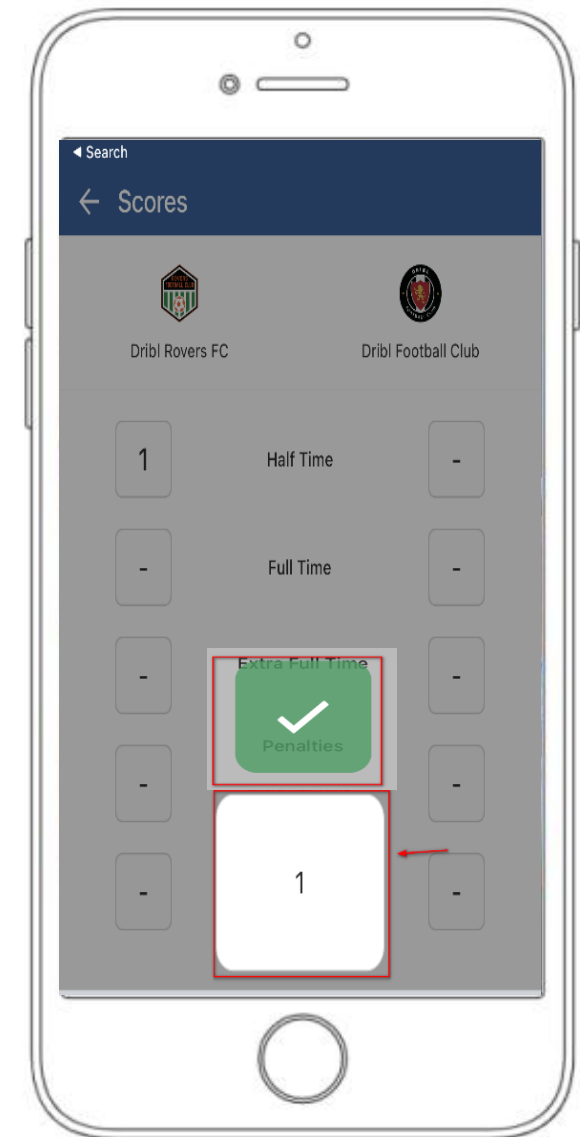 ◀ Search
← Scores
Dribl Rovers FC Dribl Football Club
1 Half Time -
- Full Time -
- Extra Full Time -
Penalties
- -
- 1 -